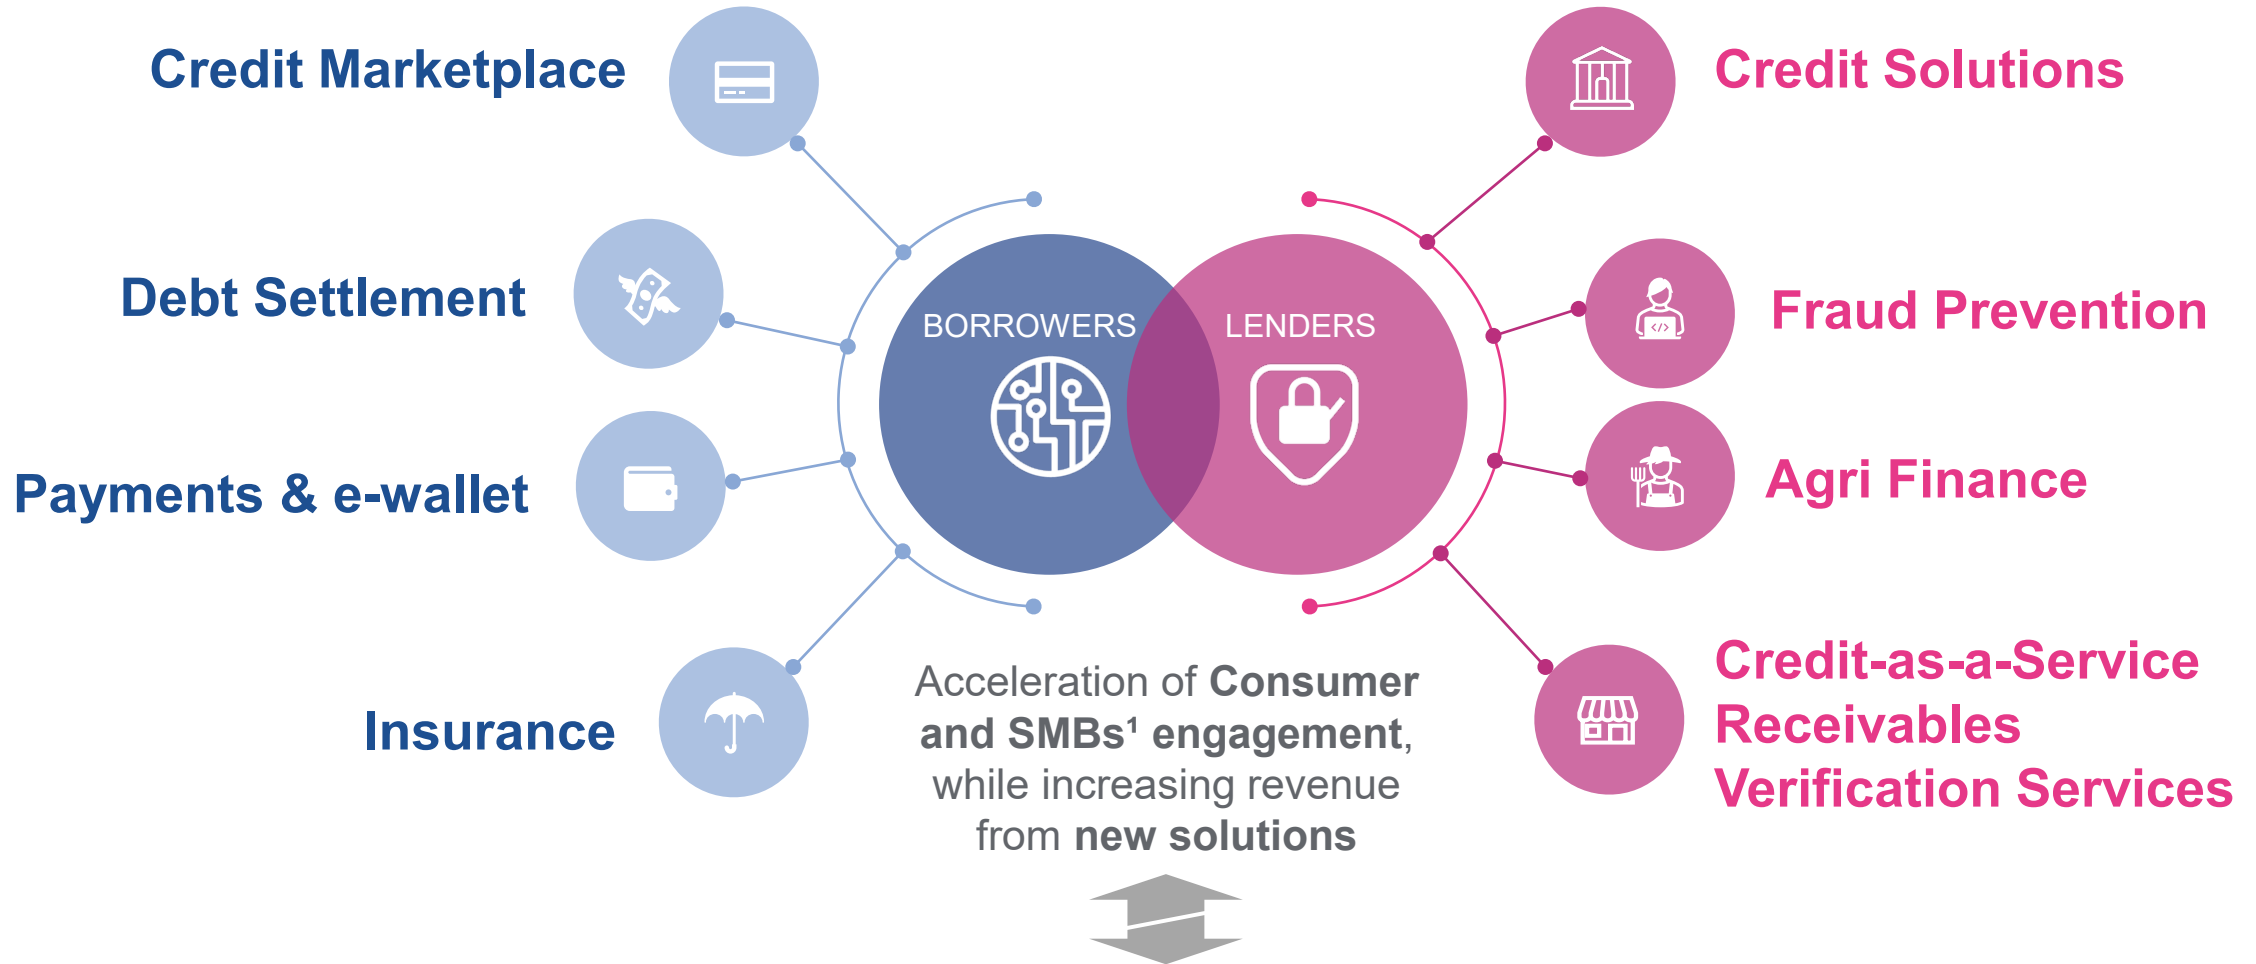 Credit Marketplace
Debt Settlement
Payments & e-wallet
Insurance
BORROWERS
LENDERS
Credit Solutions
Fraud Prevention
Agri Finance
Credit-as-a-Service
Receivables
Verification Services
Acceleration of Consumer
and SMBs¹ engagement,
while increasing revenue
from new solutions